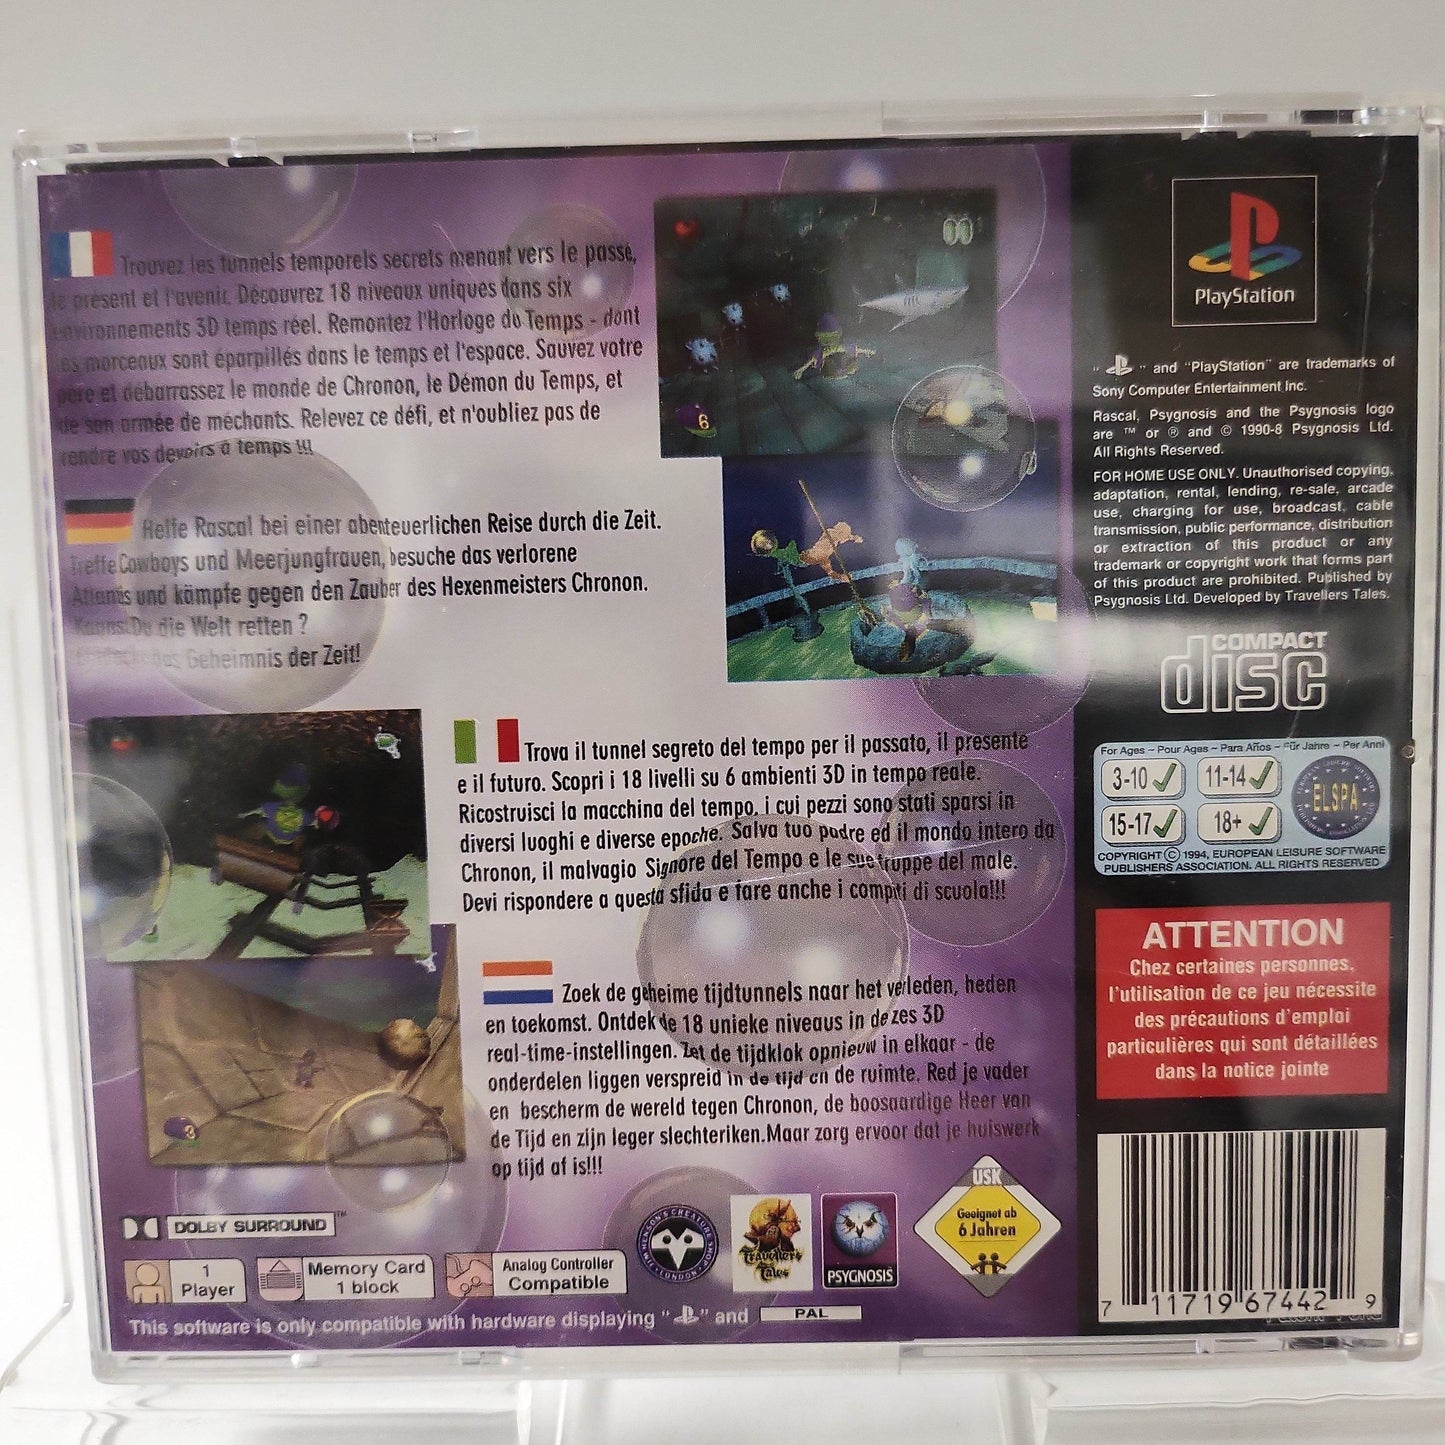 Trouvez les tunnels temporels secrets menant vers le passé,
le présent et l'avenir. Découvrez 18 niveaux uniques dans six
environnements 3D temps réel. Remontez l'Horloge du Temps - dont
les morceaux sont éparpillés dans le temps et l'espace. Sauvez votre
père et débarrassez le monde de Chronon, le Démon du Temps, et
de son armée de méchants. Relevez ce défi, et n'oubliez pas de
rendre vos devoirs à temps !!!
Helfe Rascal bei einer abenteuerlichen Reise durch die Zeit.
Treffe Cowboys und Meerjungfrauen, besuche das verlorene
Atlantis und kämpfe gegen den Zauber des Hexenmeisters Chronon.
Kanns Du die Welt retten ?
das Geheimnis der Zeit!
Trova il tunnel segreto del tempo per il passato, il presente
e il futuro. Scopri i 18 livelli su 6 ambienti 3D in tempo reale.
Ricostruisci la macchina del tempo, i cui pezzi sono stati sparsi in
diversi luoghi e diverse epoche. Salva tuo padre ed il mondo intero da
Chronon, il malvagio Signore del Tempo e le sue truppe del male.
Devi rispondere a questa sfida e fare anche i compiti di scuola!!!
Zoek de geheime tijdtunnels naar het verleden, heden
en toekomst. Ontdek de 18 unieke niveaus in de zes 3D
real-time-instellingen. Zet de tijdklok opnieuw in elkaar - de
onderdelen liggen verspreid in de tijd en de ruimte. Red je vader
en bescherm de wereld tegen Chronon, de boosaardige Heer van
de Tijd en zijn leger slechteriken.Maar zorg ervoor dat je huiswerk
op tijd af is!!!
00
6
3
DOLBY SURROUND™
1
Player
Memory Card
1 block
Analog Controller
Compatible
JIM HENSON'S CREATURE SHOP
• LONDON •
Travellers
Tales
PSYGNOSIS
USK
Geeignet ab
6 Jahren
This software is only compatible with hardware displaying " " and PAL
PlayStation
" " and "PlayStation" are trademarks of
Sony Computer Entertainment Inc.
Rascal, Psygnosis and the Psygnosis logo
are ™ or ® and © 1990-8 Psygnosis Ltd.
All Rights Reserved.
FOR HOME USE ONLY. Unauthorised copying,
adaptation, rental, lending, re-sale, arcade
use, charging for use, broadcast, cable
transmission, public performance, distribution
or extraction of this product or any
trademark or copyright work that forms part
of this product are prohibited. Published by
Psygnosis Ltd. Developed by Travellers Tales.
COMPACT
disc
For Ages ~ Pour Ages ~ Para Años ~ Für Jahre ~ Per Anni
3-10 11-14
15-17 18+
ELSPA
COPYRIGHT © 1994, EUROPEAN LEISURE SOFTWARE
PUBLISHERS ASSOCIATION. ALL RIGHTS RESERVED
ATTENTION
Chez certaines personnes,
l'utilisation de ce jeu nécessite
des précautions d'emploi
particulières qui sont détaillées
dans la notice jointe
7 11719 67442 9